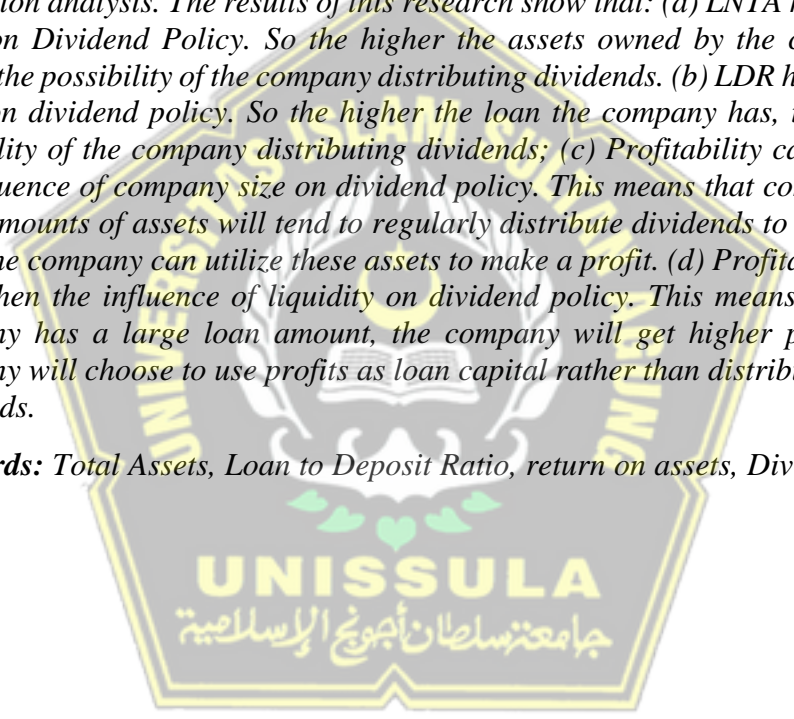 ion analysis. The results of this research show that: (a) LNTA h
on Dividend Policy. So the higher the assets owned by the c
the possibility of the company distributing dividends. (b) LDR h
on dividend policy. So the higher the loan the company has, t
lity of the company distributing dividends; (c) Profitability ca
uence of company size on dividend policy. This means that co
mounts of assets will tend to regularly distribute dividends to
he company can utilize these assets to make a profit. (d) Profita
hen the influence of liquidity on dividend policy. This means
ny has a large loan amount, the company will get higher p
ny will choose to use profits as loan capital rather than distrib
ds.
rds: Total Assets, Loan to Deposit Ratio, return on assets, Div
UNIVERSITAS ISLAM SULTAN AGUNG
UNISSULA
جامعتسلطان أجونج الإسلامية